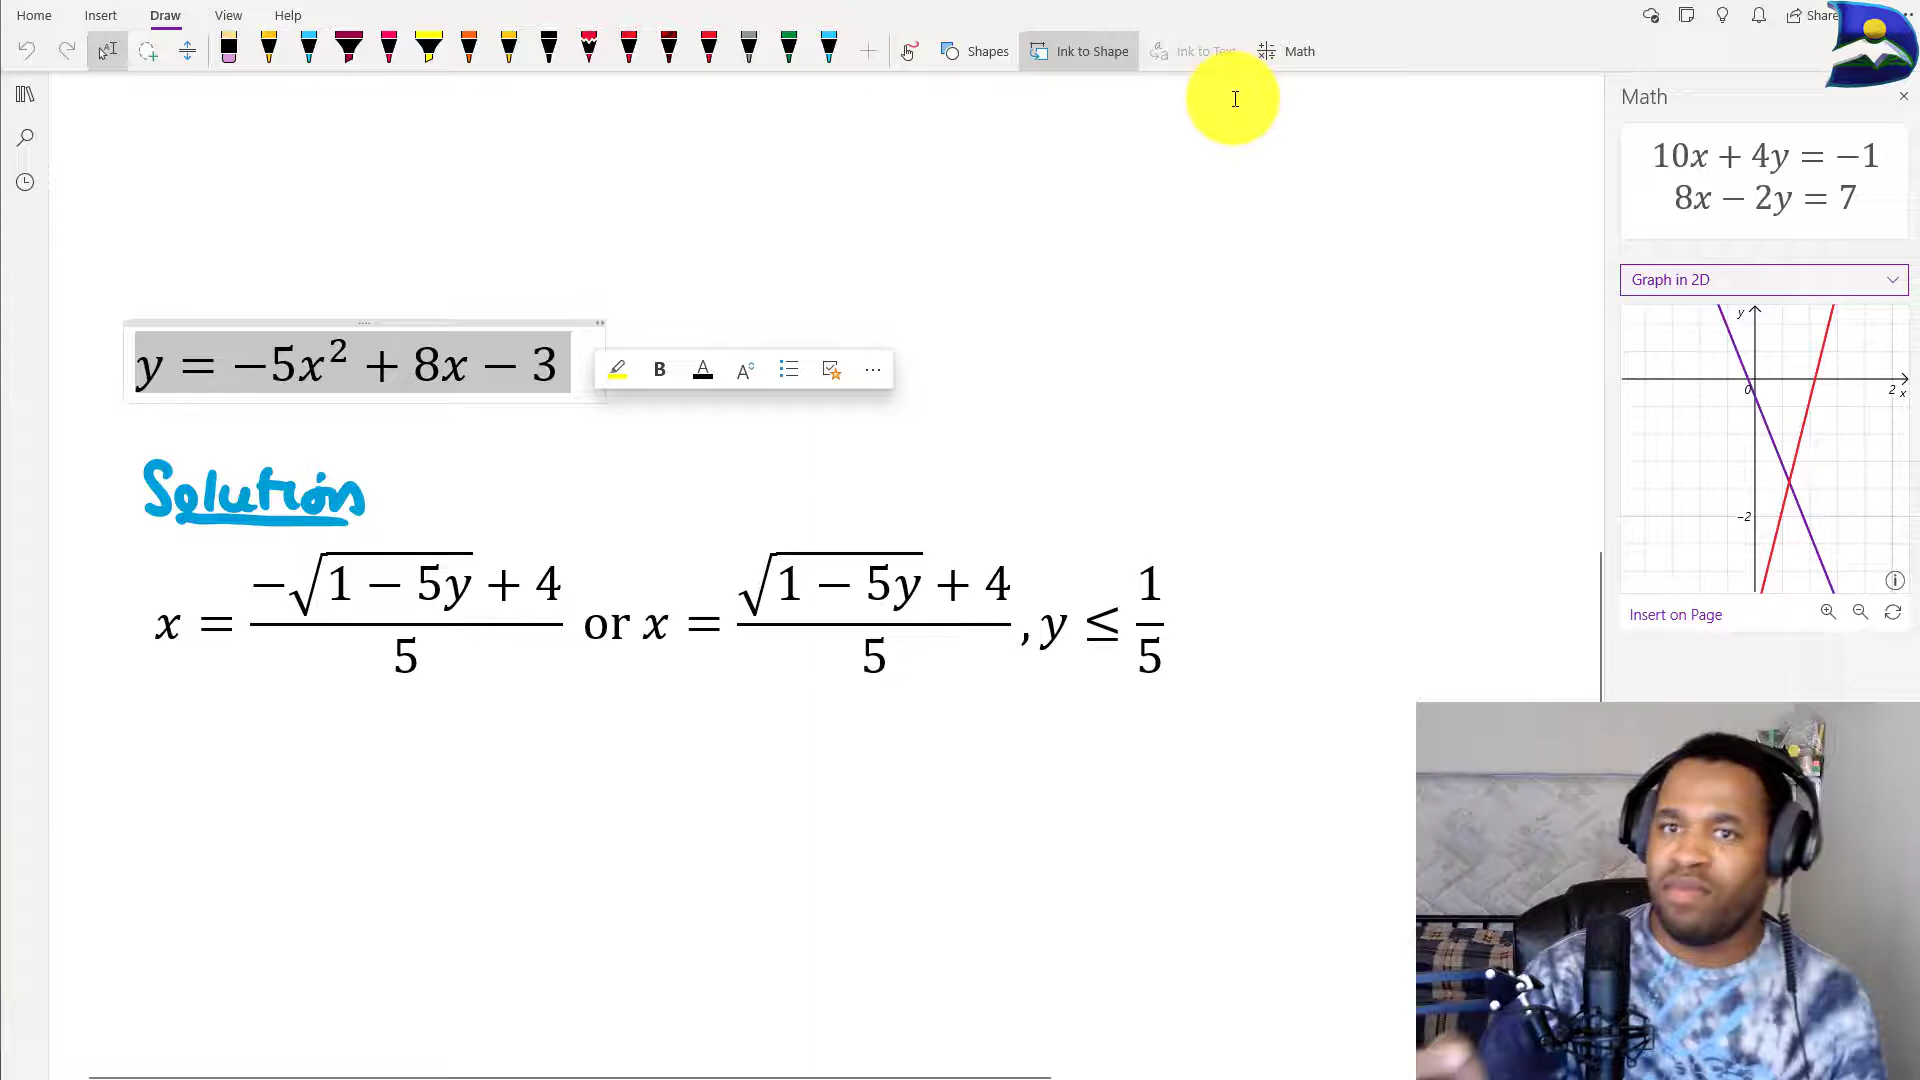 Home Insert Draw View Help Share
Shapes Ink to Shape Ink to Text Math
Math
10x + 4y = −1
8x − 2y = 7
Graph in 2D
y
0 2 x
−2
Insert on Page
y = −5x² + 8x − 3
B A A ...
Solution
x = (−√(1 − 5y) + 4)/5 or x = (√(1 − 5y) + 4)/5 , y ≤ 1/5